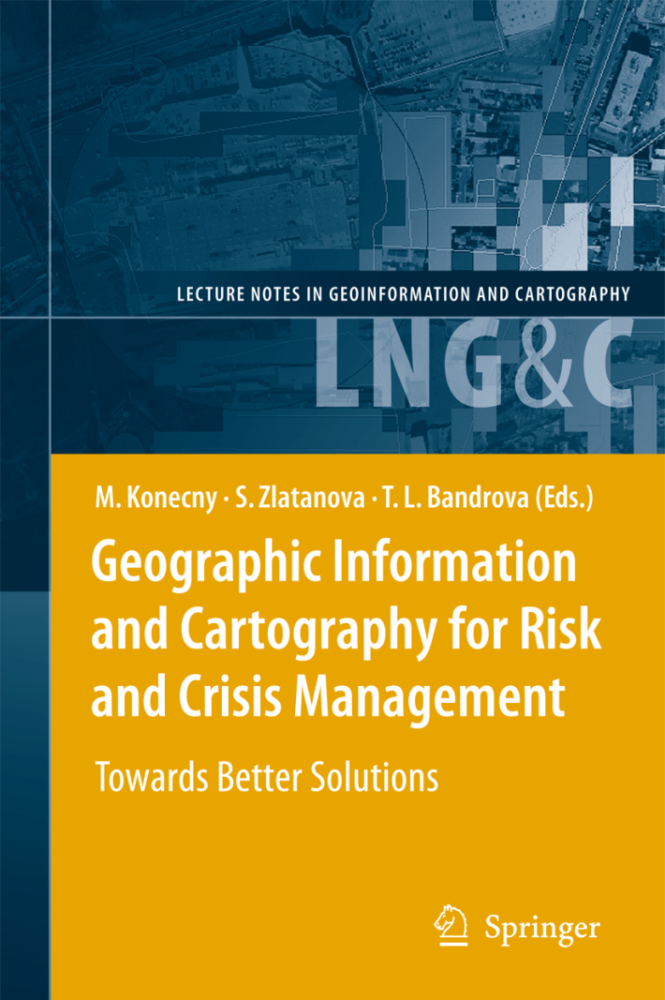 LECTURE NOTES IN GEOINFORMATION AND CARTOGRAPHY
LNG&C
M. Konecny · S. Zlatanova · T. L. Bandrova (Eds.)
Geographic Information
and Cartography for Risk
and Crisis Management
Towards Better Solutions
Springer